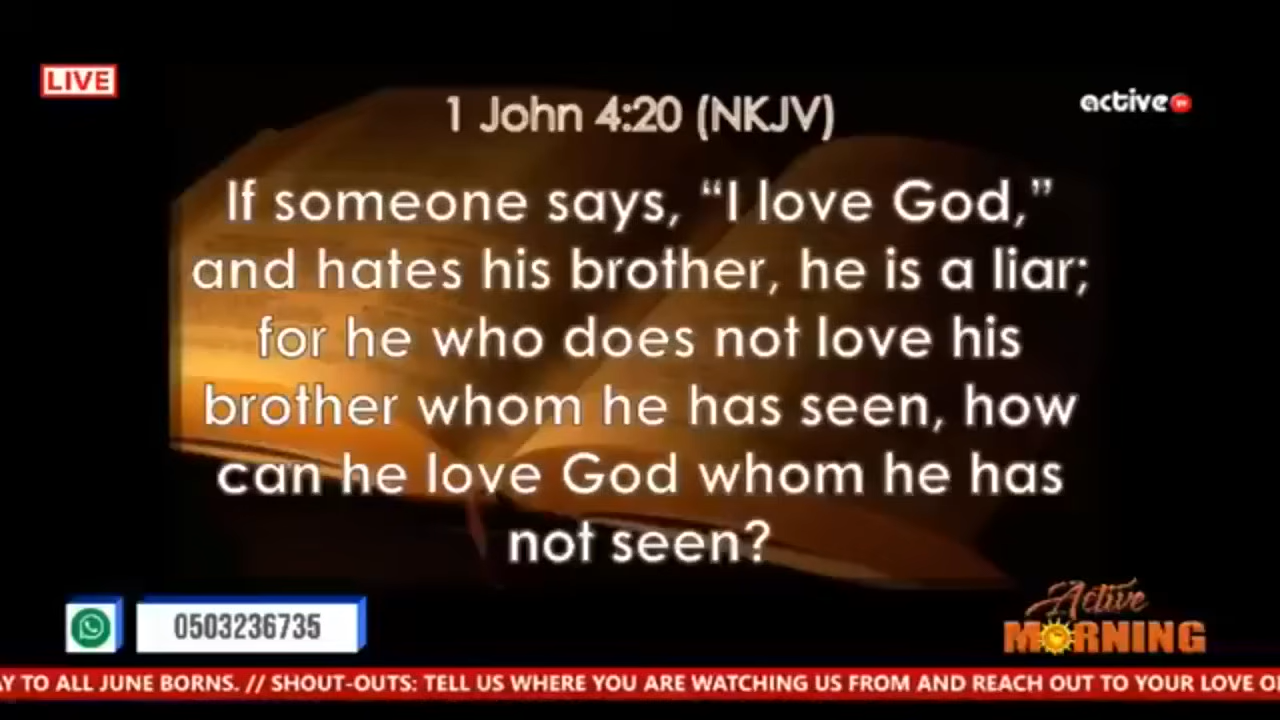 LIVE
active tv
1 John 4:20 (NKJV)
If someone says, “I love God,”
and hates his brother, he is a liar;
for he who does not love his
brother whom he has seen, how
can he love God whom he has
not seen?
0503236735
Active
MORNING
TO ALL JUNE BORNS. // SHOUT-OUTS: TELL US WHERE YOU ARE WATCHING US FROM AND REACH OUT TO YOUR LOVE